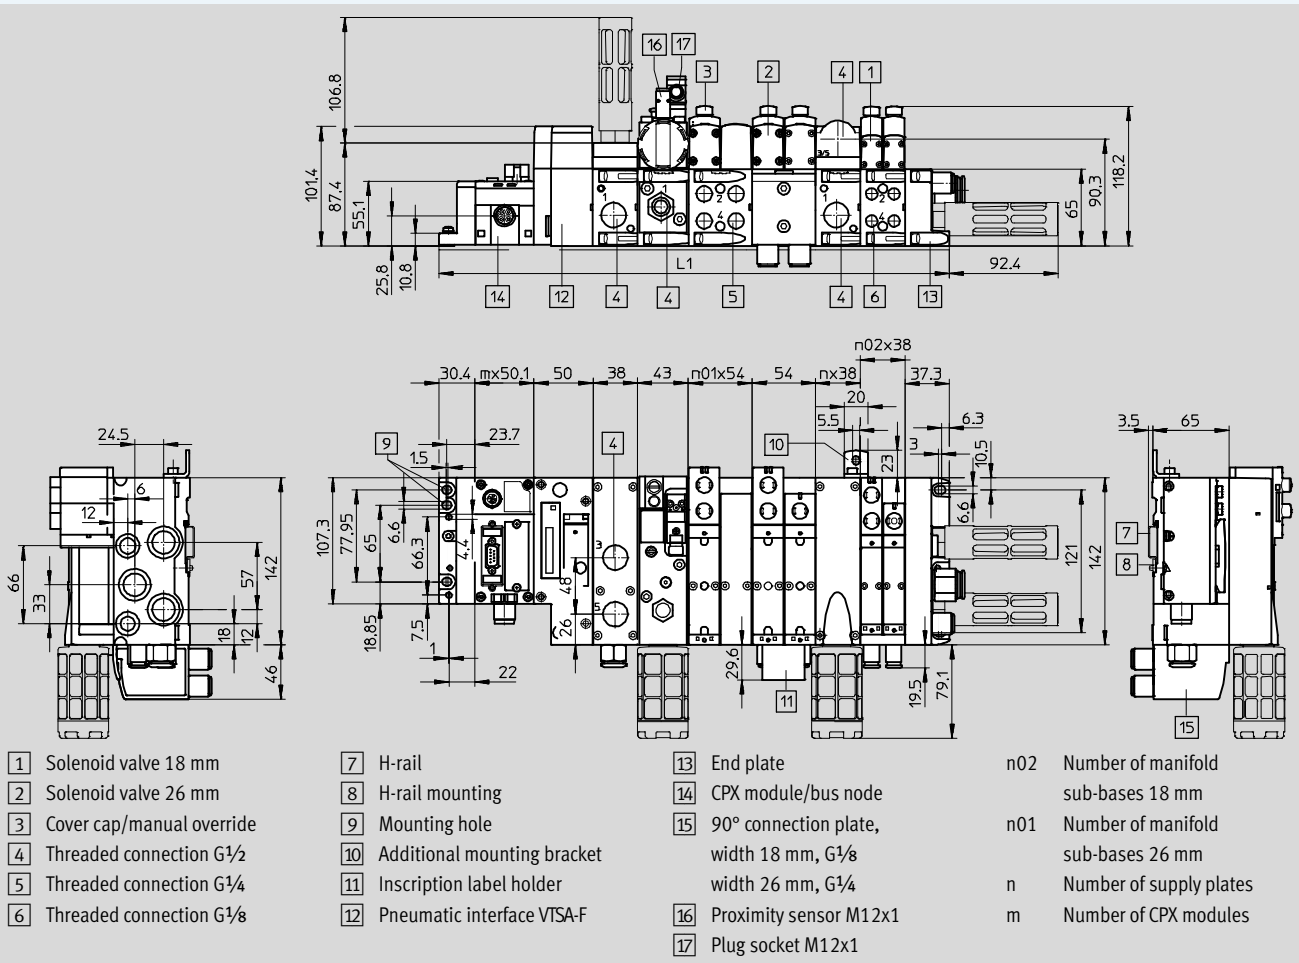 16 17
3 2 4 1
106.8
101.4
87.4
55.1
25.8
10.8
3/5
1 1 2 4 1 2 4
118.2
90.3
65
L1 92.4
14 12 4 4 5 4 6 13
n02x38
30.4 mx50.1 50 38 43 n01x54 54 nx38 37.3
20
5.5
6.3
3
10.5
23
6.6
24.5
6
12
66
33
142
57
18
12
46
9
23.7
1.5
4
10
107.3
77.95
65
6.6
66.3
4.4
18.85
7.5
1
22
3
5
48
26
29.6
11
19.5
79.1
121
142
3.5 65
7
8
15
1 Solenoid valve 18 mm
2 Solenoid valve 26 mm
3 Cover cap/manual override
4 Threaded connection G½
5 Threaded connection G¼
6 Threaded connection G⅛
7 H-rail
8 H-rail mounting
9 Mounting hole
10 Additional mounting bracket
11 Inscription label holder
12 Pneumatic interface VTSA-F
13 End plate
14 CPX module/bus node
15 90° connection plate,
width 18 mm, G⅛
width 26 mm, G¼
16 Proximity sensor M12x1
17 Plug socket M12x1
n02 Number of manifold
sub-bases 18 mm
n01 Number of manifold
sub-bases 26 mm
n Number of supply plates
m Number of CPX modules